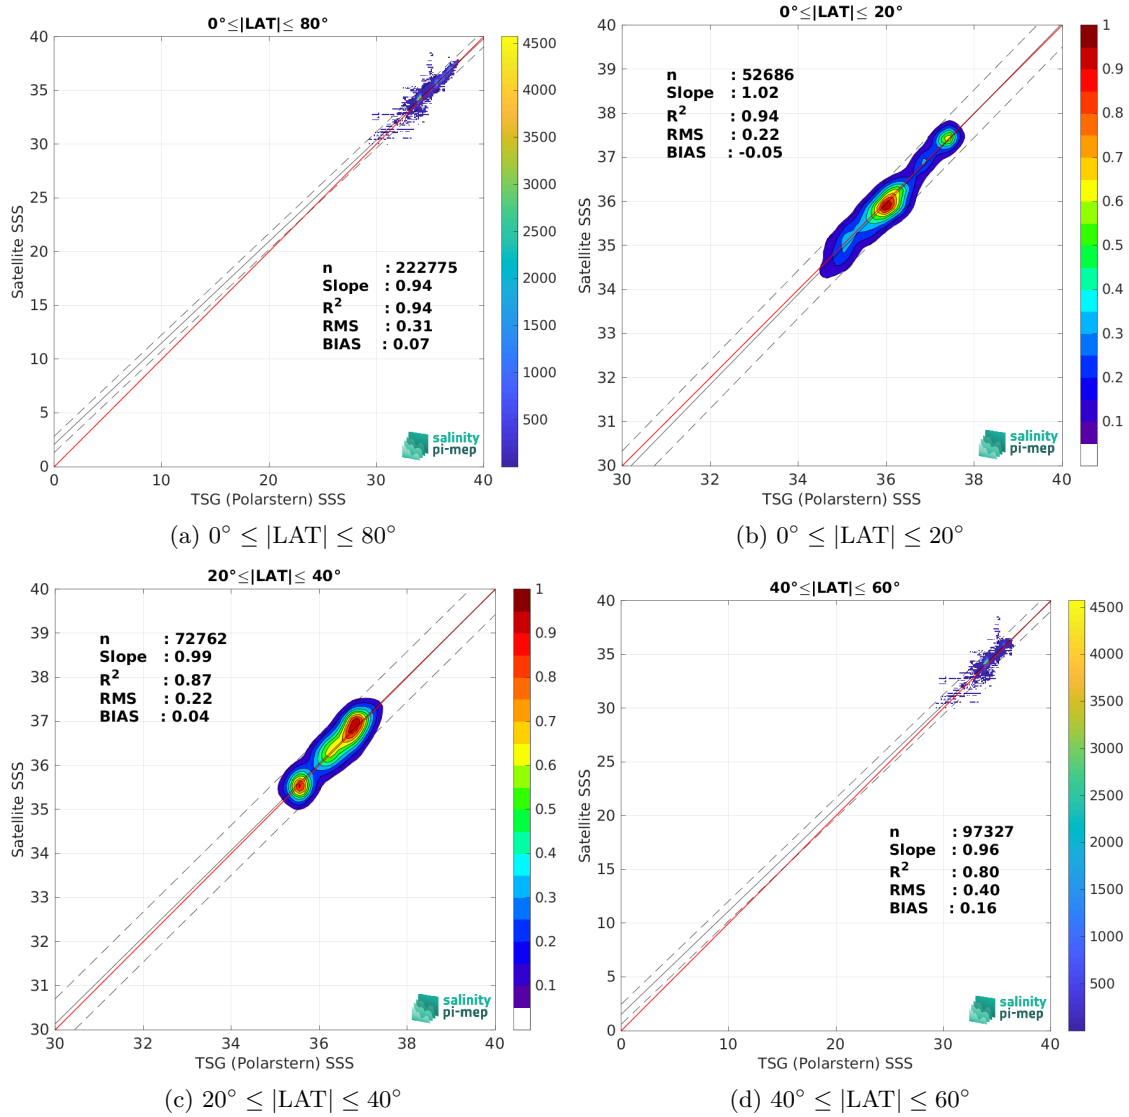 0°≤|LAT|≤ 80°
40
35
30
25
20
15
10
5
0
0
10
20
30
40
Satellite SSS
TSG (Polarstern) SSS
n : 222775
Slope : 0.94
R² : 0.94
RMS : 0.31
BIAS : 0.07
4500
4000
3500
3000
2500
2000
1500
1000
500
salinity
pi-mep
(a) 0° ≤ |LAT| ≤ 80°
0°≤|LAT|≤ 20°
40
39
38
37
36
35
34
33
32
31
30
30
32
34
36
38
40
Satellite SSS
TSG (Polarstern) SSS
n : 52686
Slope : 1.02
R² : 0.94
RMS : 0.22
BIAS : -0.05
1
0.9
0.8
0.7
0.6
0.5
0.4
0.3
0.2
0.1
salinity
pi-mep
(b) 0° ≤ |LAT| ≤ 20°
20°≤|LAT|≤ 40°
40
39
38
37
36
35
34
33
32
31
30
30
32
34
36
38
40
Satellite SSS
TSG (Polarstern) SSS
n : 72762
Slope : 0.99
R² : 0.87
RMS : 0.22
BIAS : 0.04
1
0.9
0.8
0.7
0.6
0.5
0.4
0.3
0.2
0.1
salinity
pi-mep
(c) 20° ≤ |LAT| ≤ 40°
40°≤|LAT|≤ 60°
40
35
30
25
20
15
10
5
0
0
10
20
30
40
Satellite SSS
TSG (Polarstern) SSS
n : 97327
Slope : 0.96
R² : 0.80
RMS : 0.40
BIAS : 0.16
4500
4000
3500
3000
2500
2000
1500
1000
500
salinity
pi-mep
(d) 40° ≤ |LAT| ≤ 60°